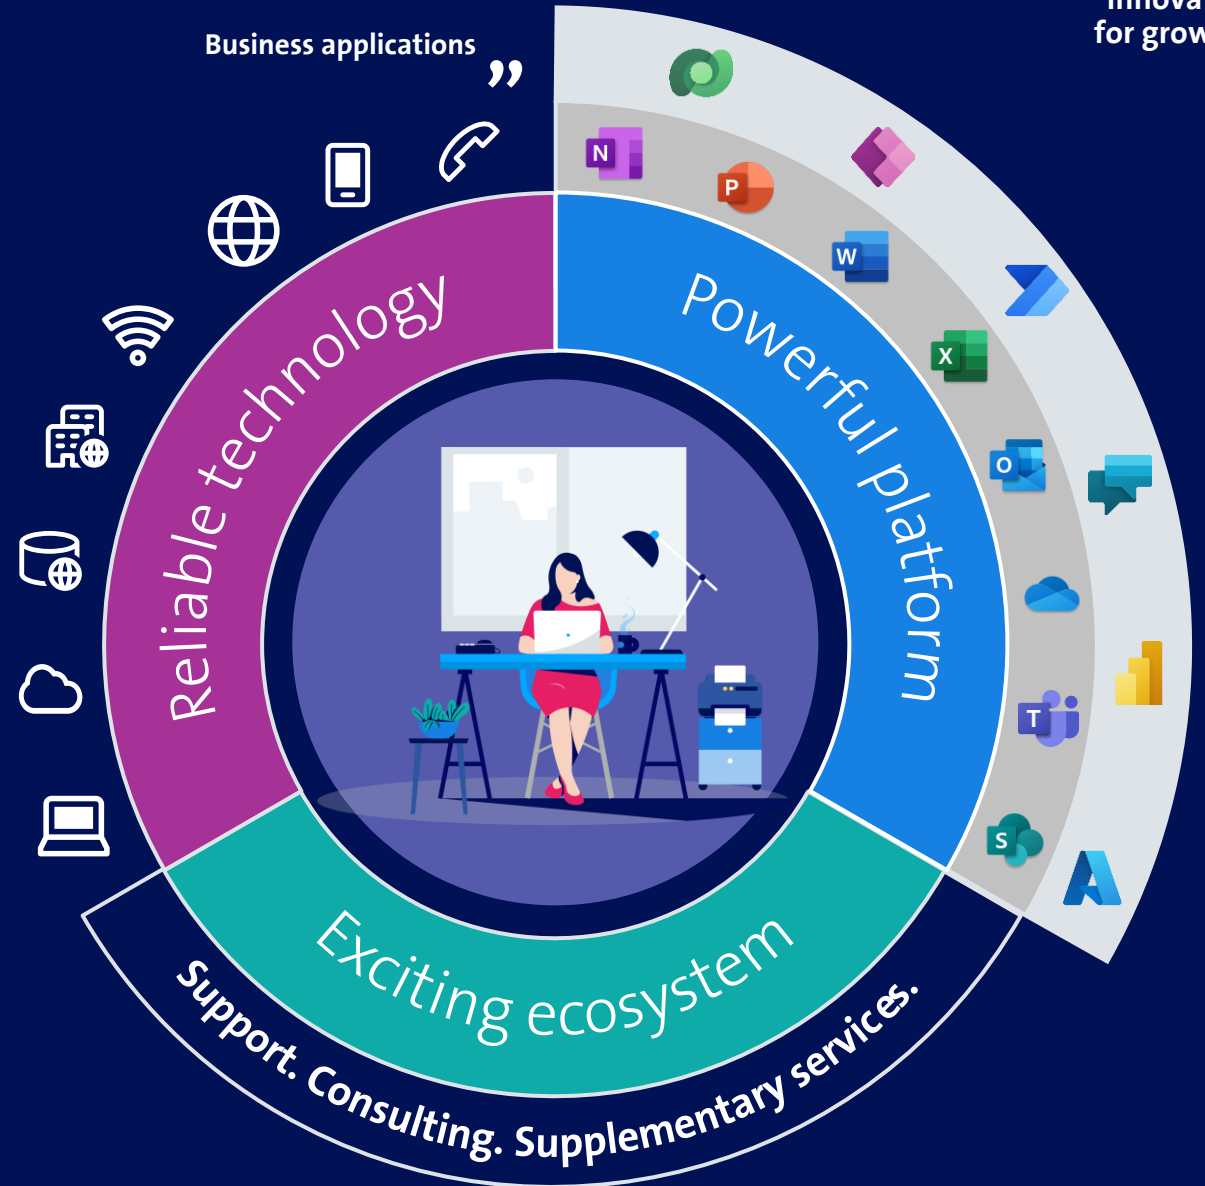 Business applications
”
for grow
Reliable technology
Powerful platform
Exciting ecosystem
Support. Consulting. Supplementary services.
N
P
W
X
O
T
S